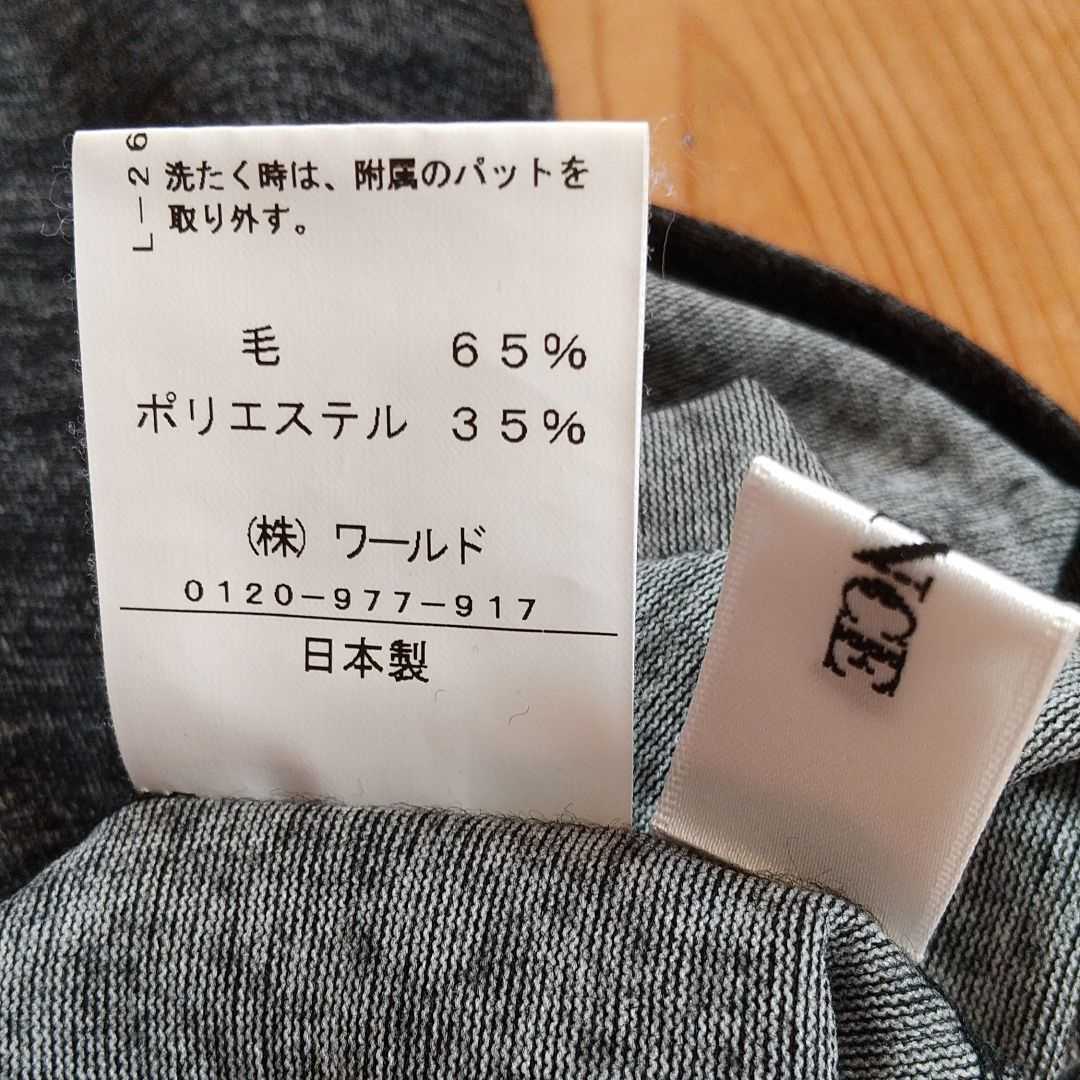 L-26
洗たく時は、附属のパットを
取り外す。
毛 65%
ポリエステル 35%
(株) ワールド
0120-977-917
日本製